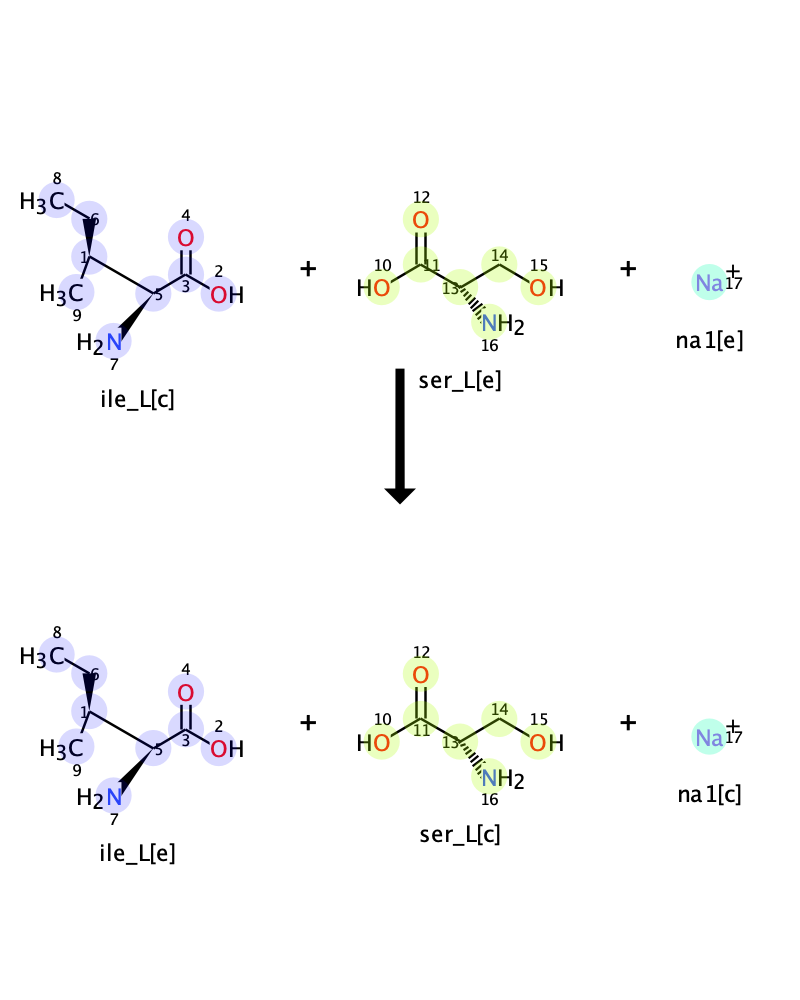 8
H3C
6
4
O
1
2
3
OH
H3C
5
9
H2N
7
ile_L[c]
+
12
O
10
11
14
15
HO
13
OH
NH2
16
ser_L[e]
+
Na+
17
na1[e]
8
H3C
6
4
O
1
2
3
OH
H3C
5
9
H2N
7
ile_L[e]
+
12
O
10
11
14
15
HO
13
OH
NH2
16
ser_L[c]
+
Na+
17
na1[c]